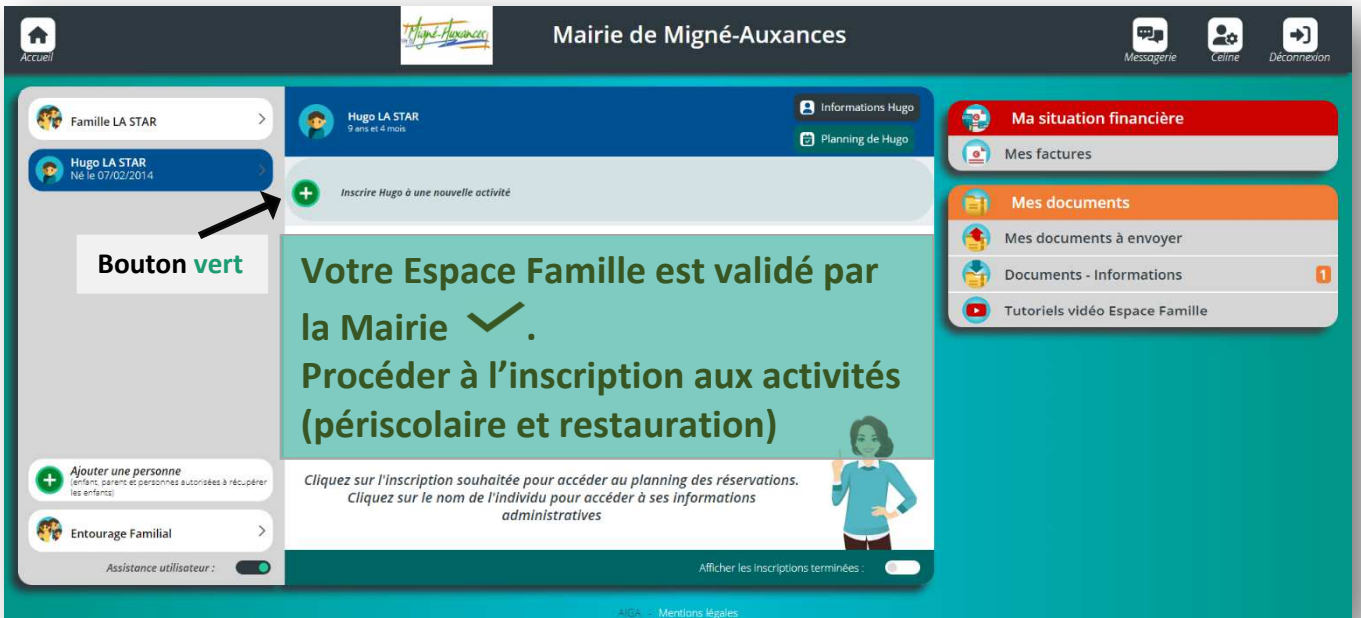 Accueil
Migné-Auxances
Mairie de Migné-Auxances
Messagerie
Celine
Déconnexion
Famille LA STAR
Hugo LA STAR
Né le 07/02/2014
Bouton vert
Ajouter une personne
(enfant, parent et personnes autorisées à récupérer
les enfants)
Entourage Familial
Assistance utilisateur :
Hugo LA STAR
9 ans et 4 mois
Informations Hugo
Planning de Hugo
Inscrire Hugo à une nouvelle activité
Votre Espace Famille est validé par
la Mairie ✓.
Procéder à l’inscription aux activités
(périscolaire et restauration)
Cliquez sur l'inscription souhaitée pour accéder au planning des réservations.
Cliquez sur le nom de l'individu pour accéder à ses informations
administratives
Afficher les inscriptions terminées :
Ma situation financière
Mes factures
Mes documents
Mes documents à envoyer
Documents - Informations 1
Tutoriels vidéo Espace Famille
AIGA - Mentions légales